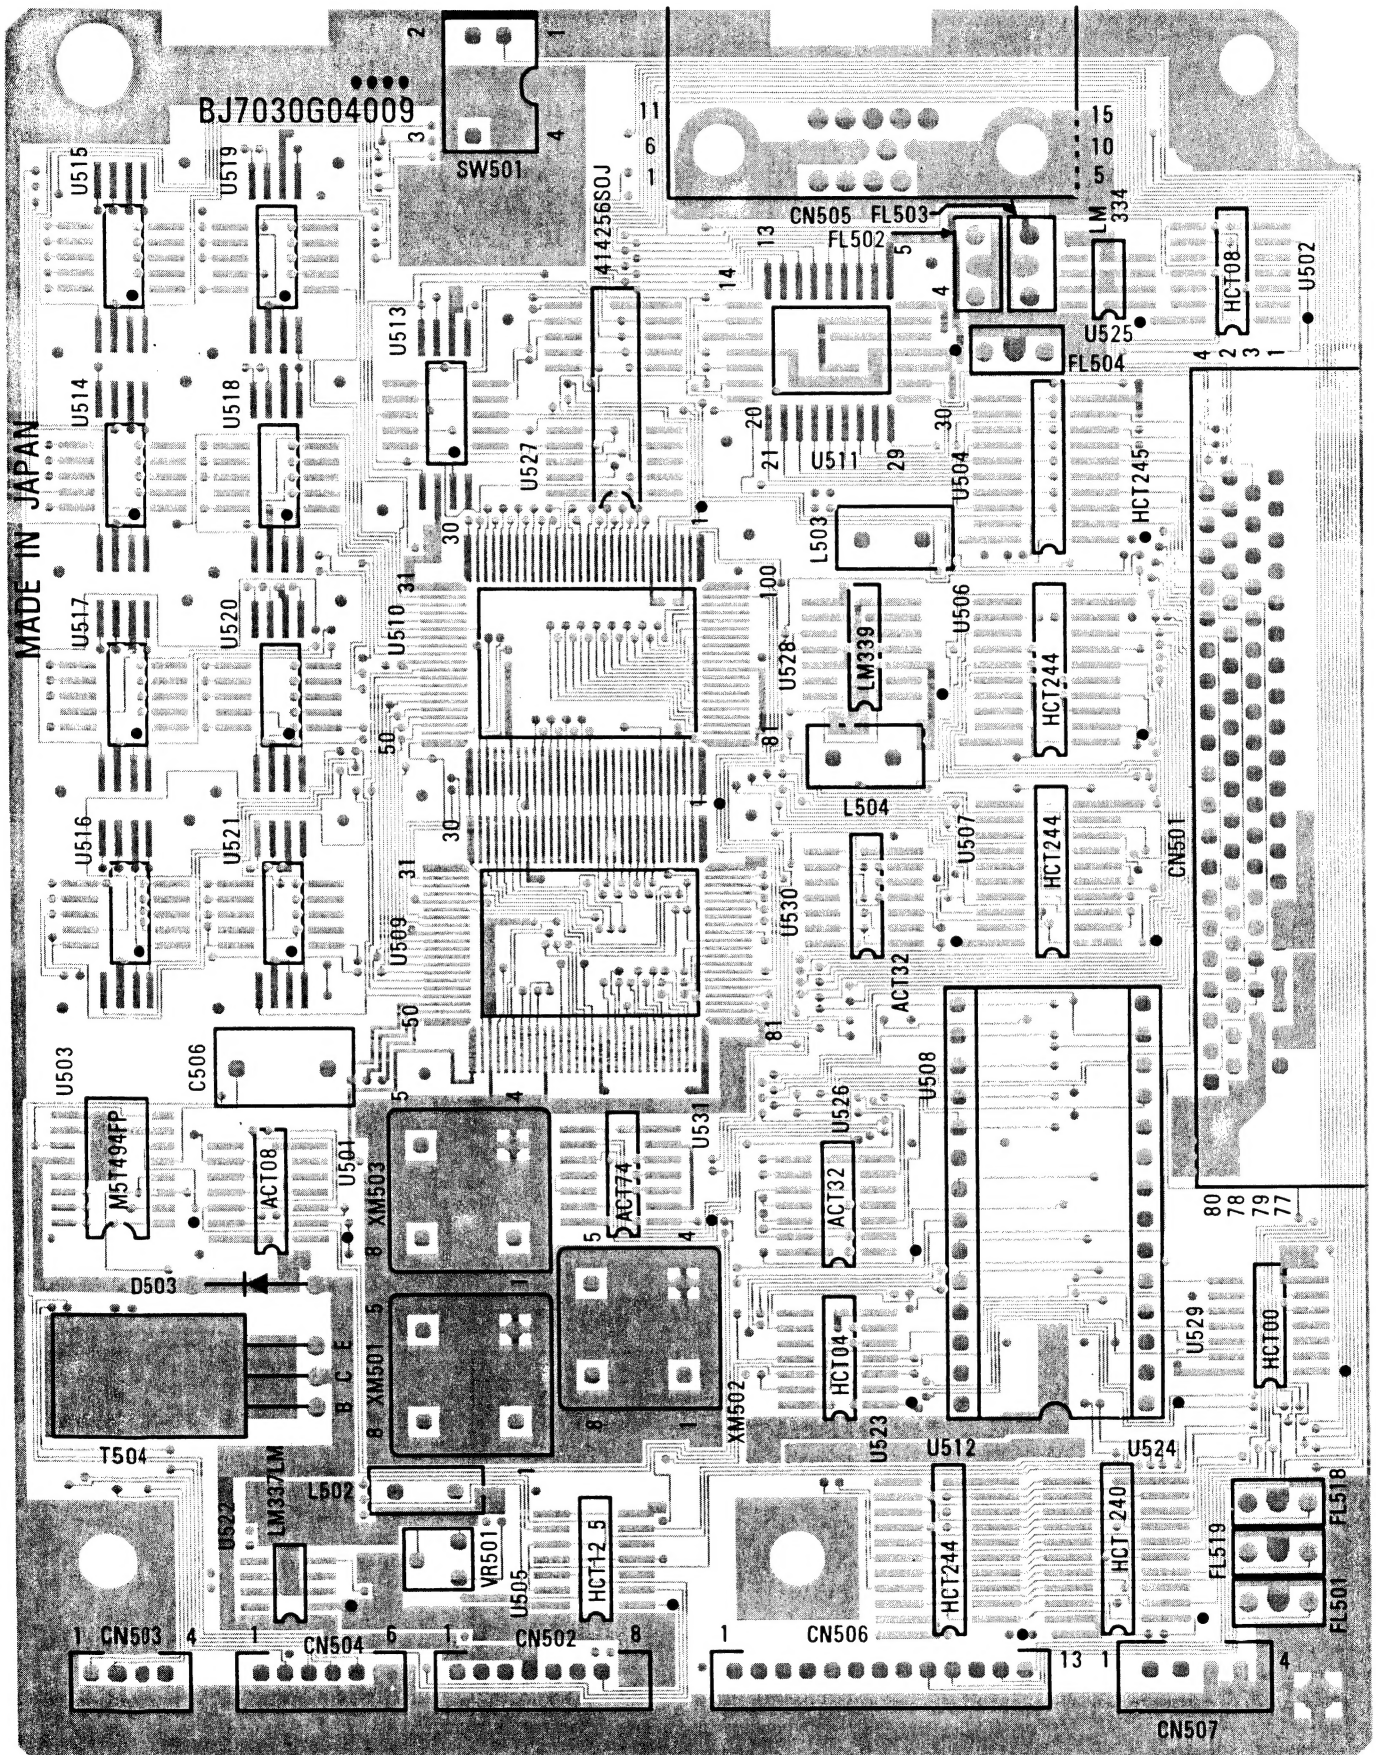 2
1
BJ7030G04009
3
4
SW501
11
15
6
10
1
5
U515
U519
414256SOJ
CN505
FL503
LM
334
FL502
13
5
14
4
HCT08
U502
U513
U525
FL504
4
2
3
1
U514
U518
MADE IN JAPAN
U527
20
30
21
U511
29
U504
HCT245
30
1
L503
31
100
U517
U520
U510
U528
LM339
U506
HCT244
50
81
L504
30
1
U516
U521
31
U507
HCT244
CN501
U509
U530
ACT32
50
81
U503
C506
5
4
U508
M5T494FP
ACT08
U501
XM503
8
1
ACT74
U531
U526
ACT32
80
78
79
77
5
4
D503
5
XM501
8
1
E
C
B
T504
8
1
XM502
HCT04
U523
U529
HCT00
U512
U524
U522
LM337LM
L502
VR501
U505
HCT125
HCT244
HCT 240
FL518
FL519
FL501
1
CN503
4
1
CN504
6
1
CN502
8
1
CN506
13
1
4
CN507